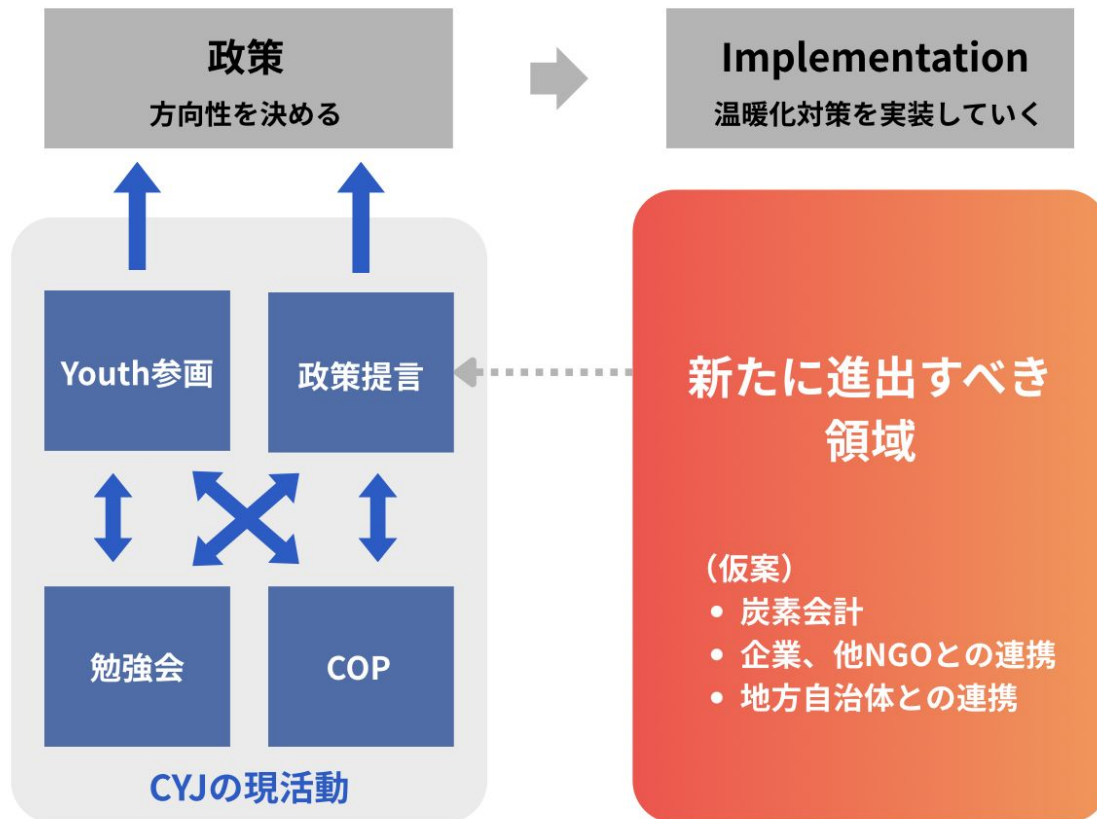 政策
方向性を決める
Implementation
温暖化対策を実装していく
Youth参画
政策提言
勉強会
COP
CYJの現活動
新たに進出すべき
領域
（仮案）
• 炭素会計
• 企業、他NGOとの連携
• 地方自治体との連携